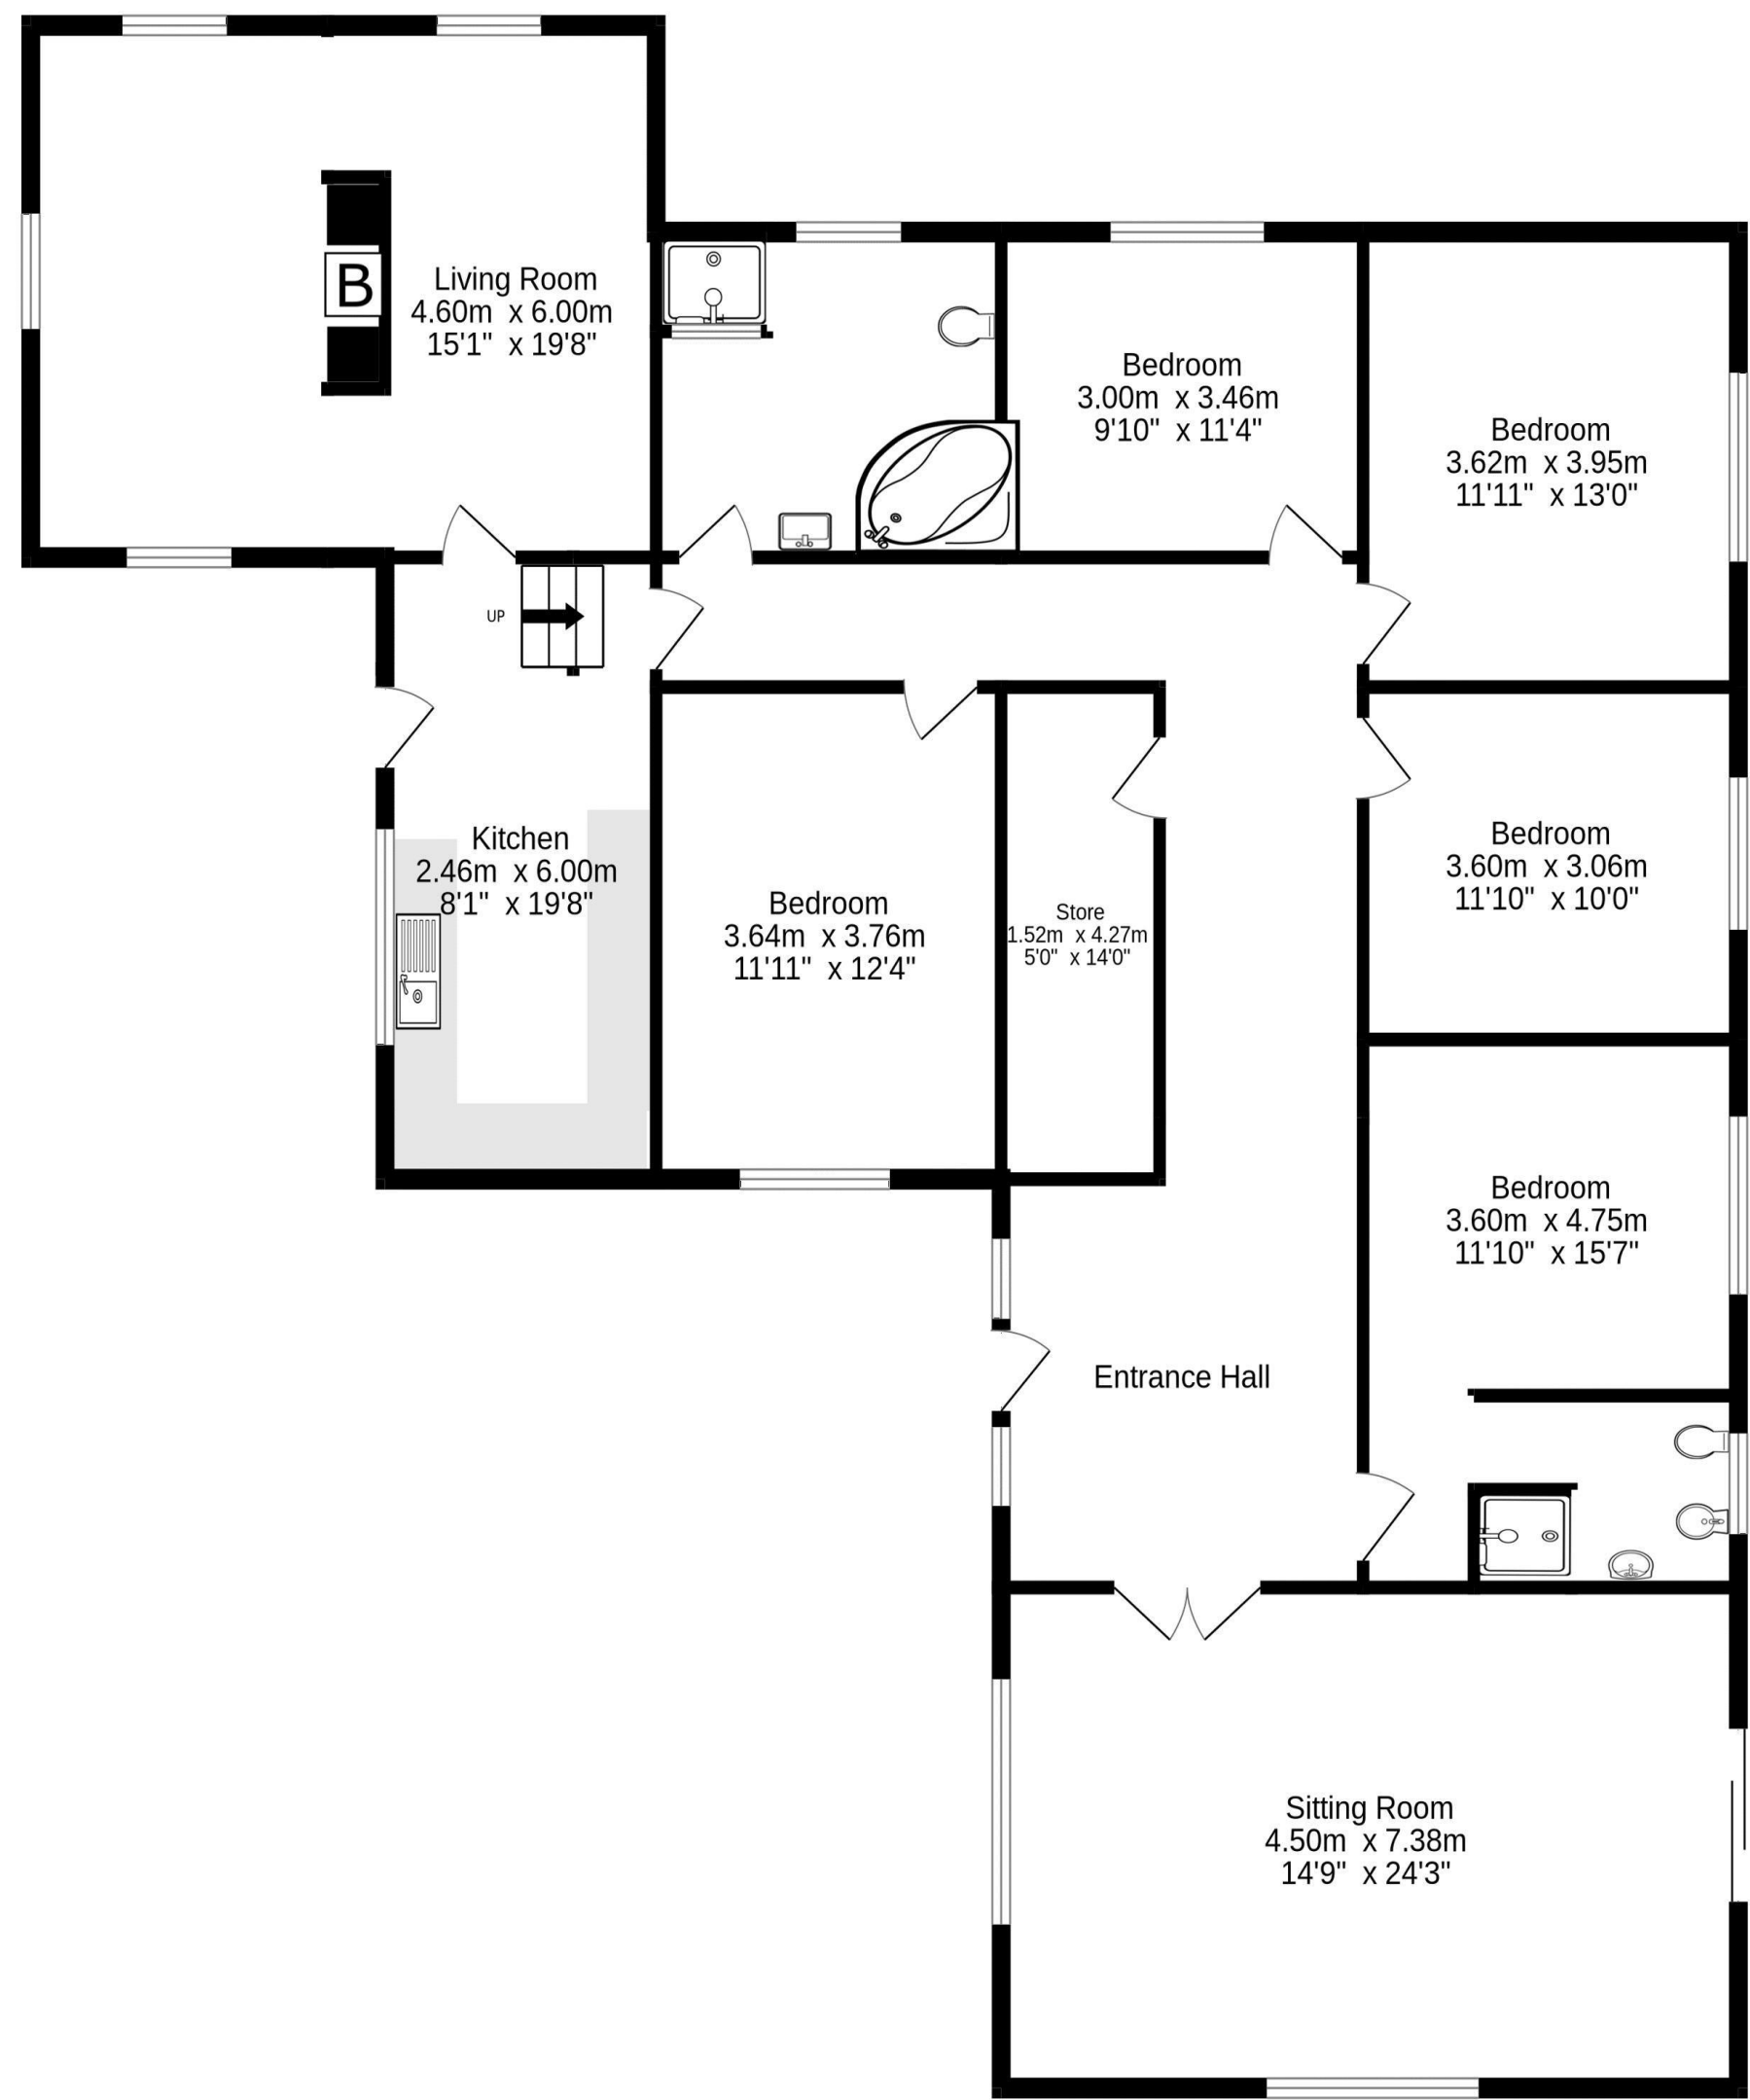 B
Living Room
4.60m x 6.00m
15'1" x 19'8"
Bedroom
3.00m x 3.46m
9'10" x 11'4"
Bedroom
3.62m x 3.95m
11'11" x 13'0"
UP
Kitchen
2.46m x 6.00m
8'1" x 19'8"
Bedroom
3.64m x 3.76m
11'11" x 12'4"
Store
1.52m x 4.27m
5'0" x 14'0"
Bedroom
3.60m x 3.06m
11'10" x 10'0"
Bedroom
3.60m x 4.75m
11'10" x 15'7"
Entrance Hall
Sitting Room
4.50m x 7.38m
14'9" x 24'3"